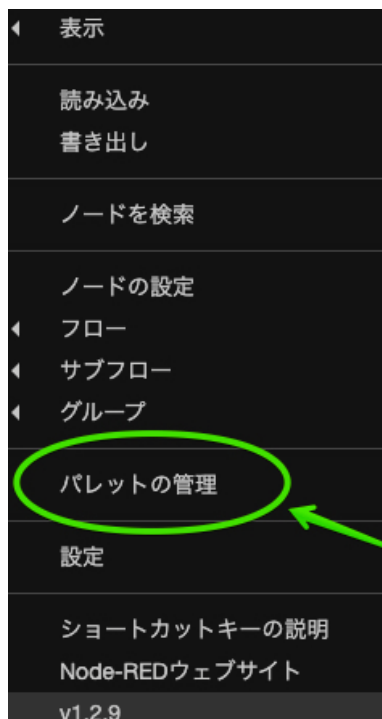 表示
読み込み
書き出し
ノードを検索
ノードの設定
フロー
サブフロー
グループ
パレットの管理
設定
ショートカットキーの説明
Node-REDウェブサイト
v1.2.9